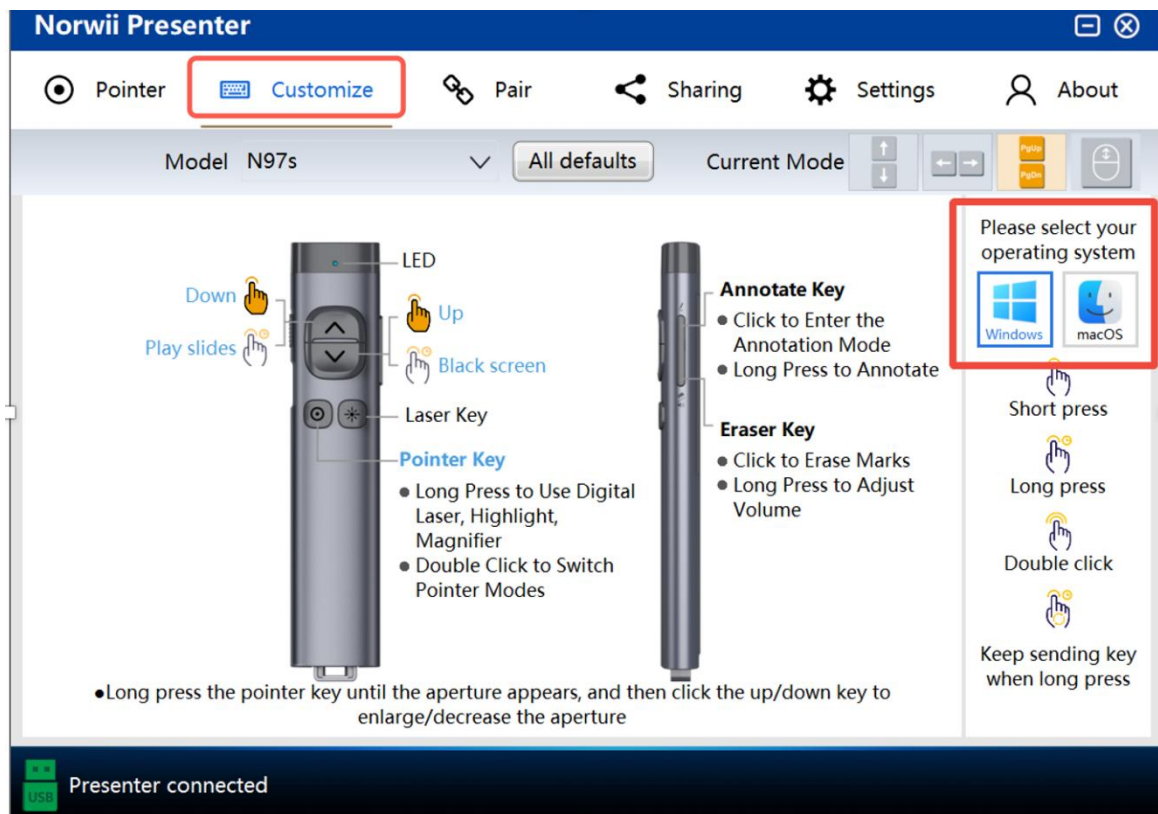 Norwii Presenter
Pointer
Customize
Pair
Sharing
Settings
About
Model N97s
All defaults
Current Mode
PgUp
PgDn
LED
Down
Play slides
Up
Black screen
Laser Key
Pointer Key
● Long Press to Use Digital
Laser, Highlight,
Magnifier
● Double Click to Switch
Pointer Modes
Annotate Key
● Click to Enter the
Annotation Mode
● Long Press to Annotate
Eraser Key
● Click to Erase Marks
● Long Press to Adjust
Volume
Please select your
operating system
Windows
macOS
Short press
Long press
Double click
Keep sending key
when long press
●Long press the pointer key until the aperture appears, and then click the up/down key to
enlarge/decrease the aperture
USB
Presenter connected